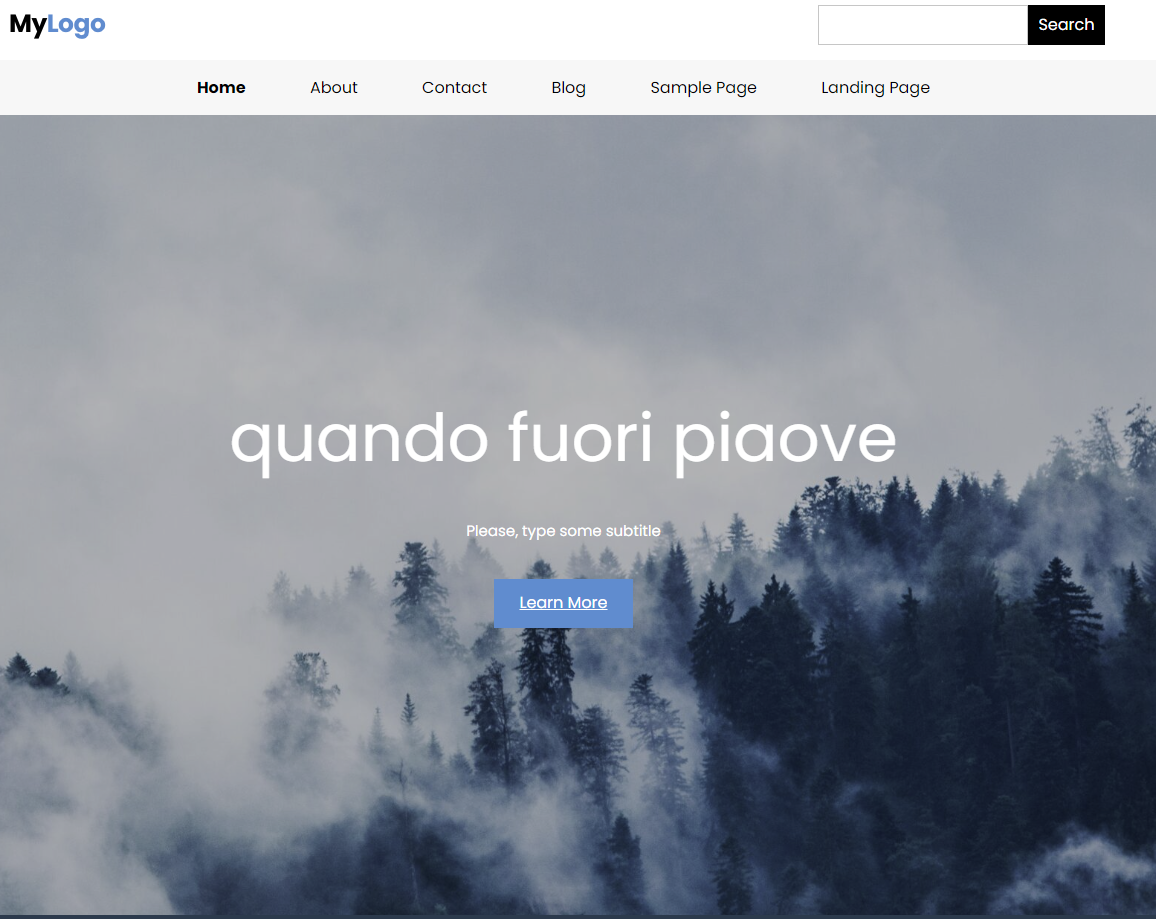 MyLogo
Search
Home About Contact Blog Sample Page Landing Page
quando fuori piaove
Please, type some subtitle
Learn More